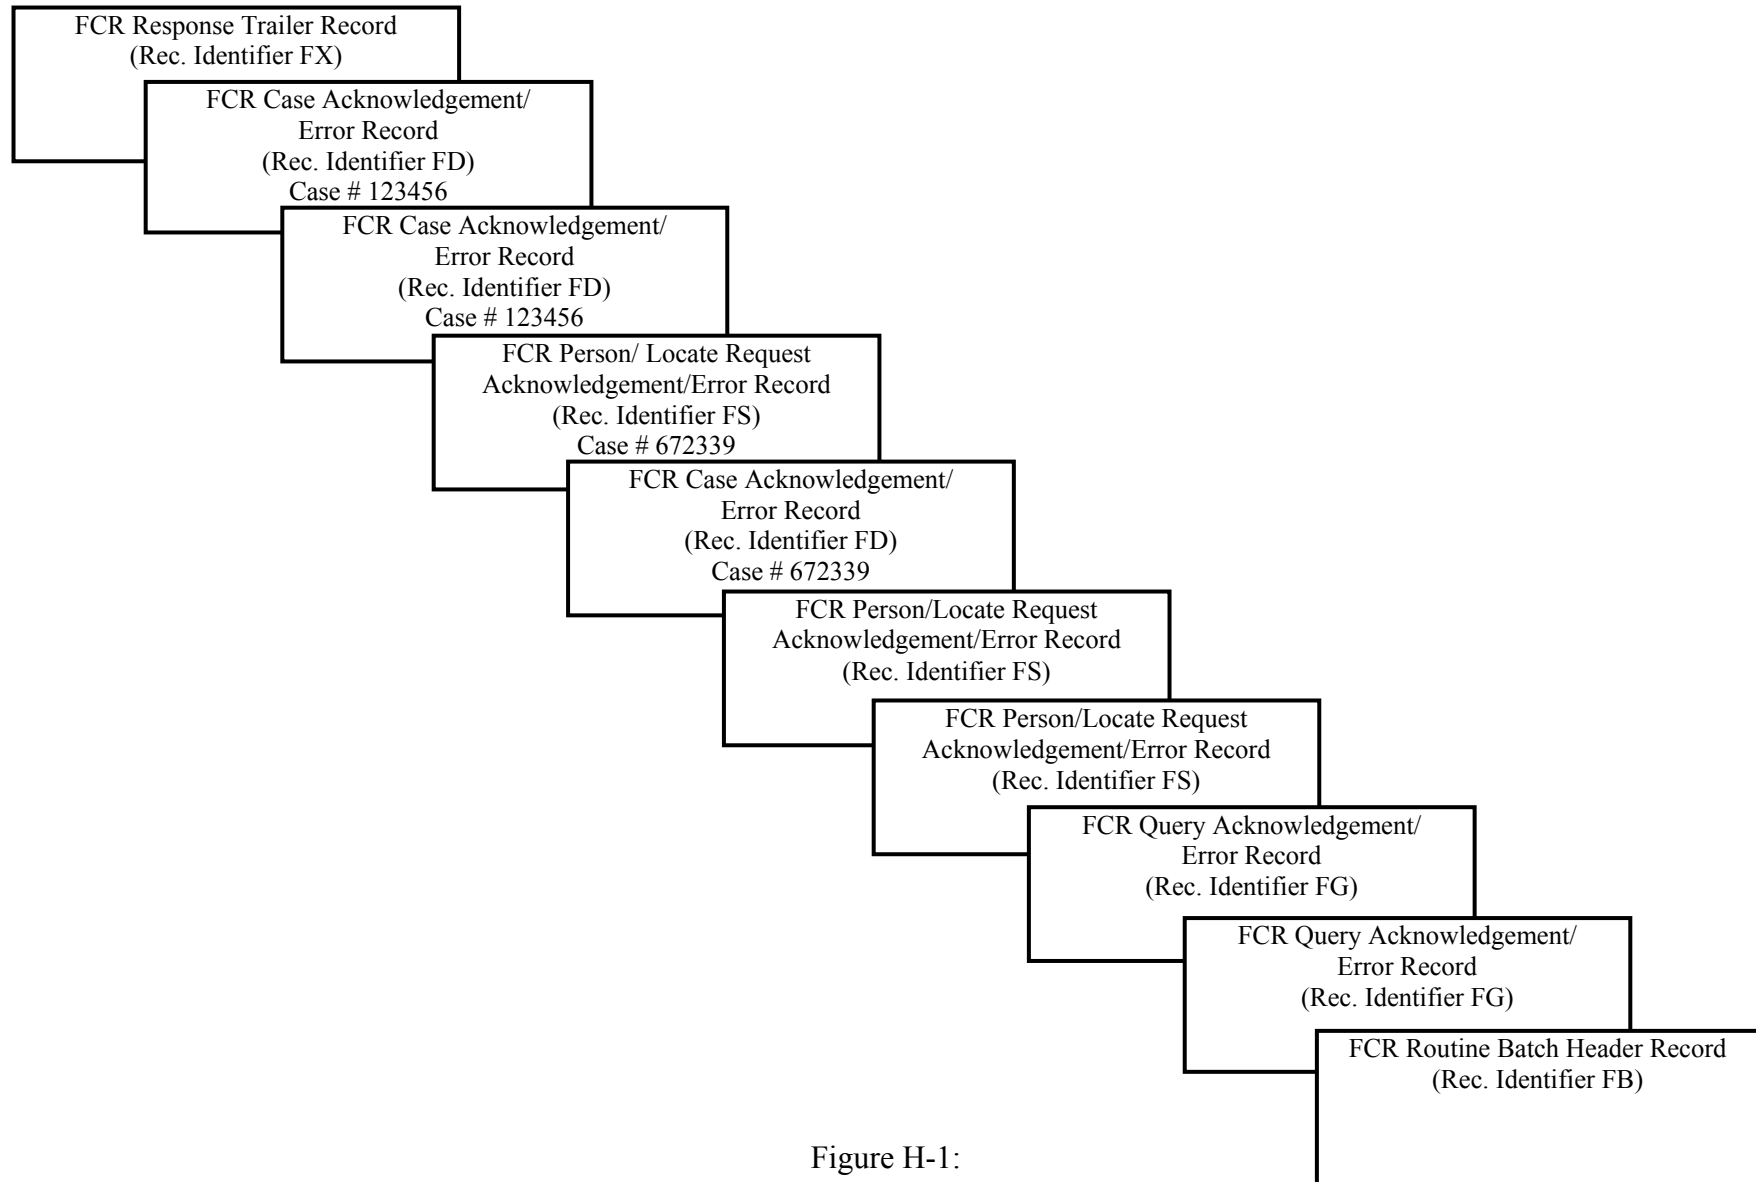 FCR Response Trailer Record
(Rec. Identifier FX)
FCR Case Acknowledgement/
Error Record
(Rec. Identifier FD)
Case # 123456
FCR Case Acknowledgement/
Error Record
(Rec. Identifier FD)
Case # 123456
FCR Person/ Locate Request
Acknowledgement/Error Record
(Rec. Identifier FS)
Case # 672339
FCR Case Acknowledgement/
Error Record
(Rec. Identifier FD)
Case # 672339
FCR Person/Locate Request
Acknowledgement/Error Record
(Rec. Identifier FS)
FCR Person/Locate Request
Acknowledgement/Error Record
(Rec. Identifier FS)
FCR Query Acknowledgement/
Error Record
(Rec. Identifier FG)
FCR Query Acknowledgement/
Error Record
(Rec. Identifier FG)
FCR Routine Batch Header Record
(Rec. Identifier FB)
Figure H-1: